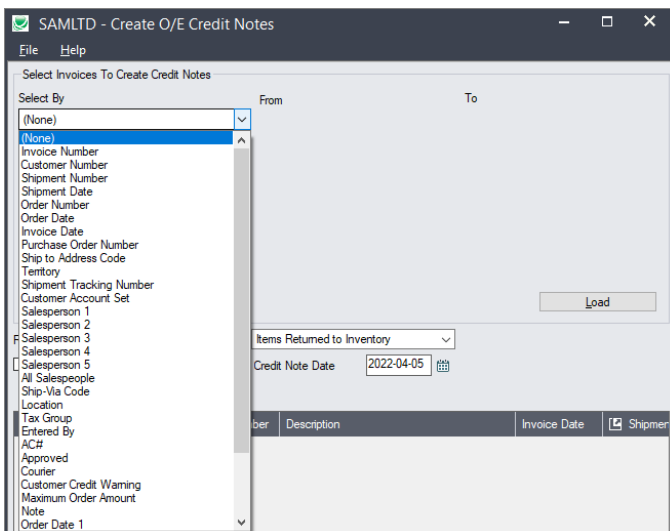 SAMLTD - Create O/E Credit Notes
File Help
Select Invoices To Create Credit Notes
Select By From To
(None)
(None)
Invoice Number
Customer Number
Shipment Number
Shipment Date
Order Number
Order Date
Invoice Date
Purchase Order Number
Ship to Address Code
Territory
Shipment Tracking Number
Customer Account Set
Load
Salesperson 1
Salesperson 2
Salesperson 3 Items Returned to Inventory
Salesperson 4
Salesperson 5 Credit Note Date 2022-04-05
All Salespeople
Ship-Via Code
Location
Tax Group
Entered By Description Invoice Date
AC#
Approved
Courier
Customer Credit Warning
Maximum Order Amount
Note
Order Date 1